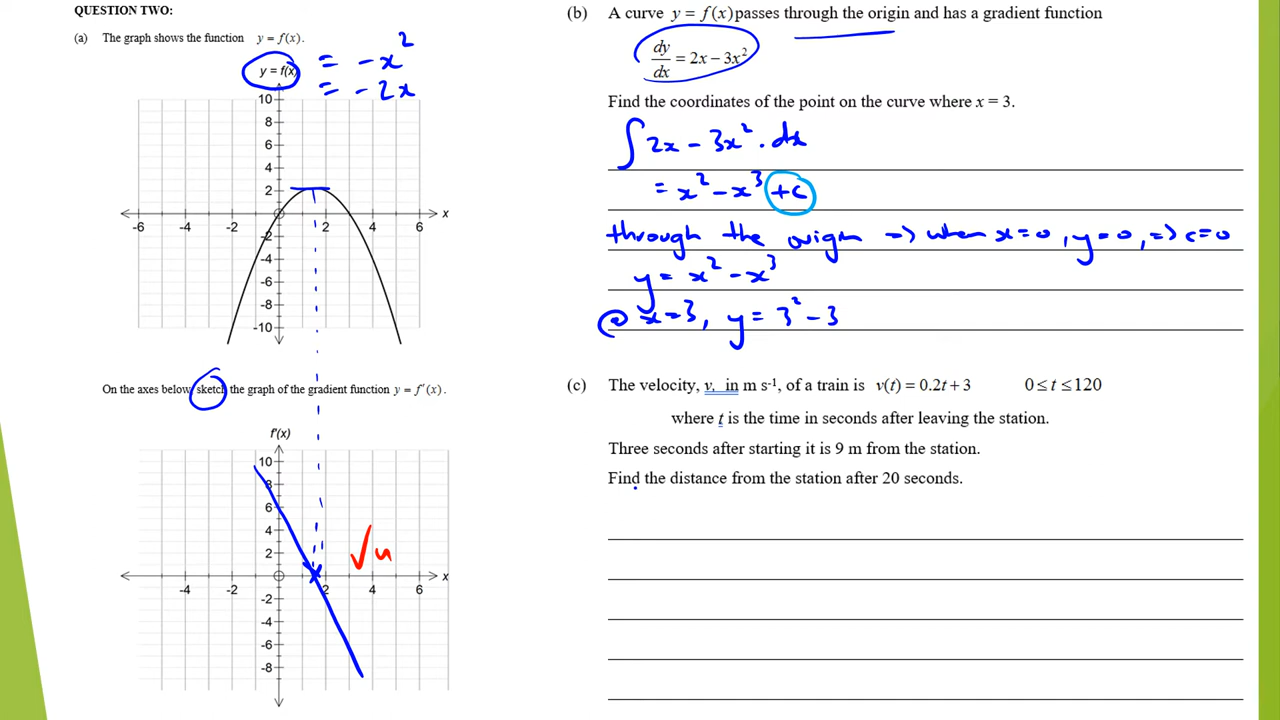 QUESTION TWO:
(a) The graph shows the function y = f(x).
y = f(x) = -x²
= -2x
10
8
6
4
2
-6 -4 -2 2 4 6 x
-2
-4
-6
-8
-10
On the axes below sketch the graph of the gradient function y = f'(x).
f'(x)
10
8
6
4
2
-4 -2 2 4 6 x
-2
-4
-6
-8
√u
(b) A curve y = f(x) passes through the origin and has a gradient function
dy/dx = 2x − 3x²
Find the coordinates of the point on the curve where x = 3.
∫ 2x − 3x² . dx
= x² − x³ + c
through the origin => when x=0, y=0, => c=0
y = x² − x³
@ x=3, y = 3² − 3
(c) The velocity, v, in m s⁻¹, of a train is v(t) = 0.2t + 3 0 ≤ t ≤ 120
where t is the time in seconds after leaving the station.
Three seconds after starting it is 9 m from the station.
Find the distance from the station after 20 seconds.